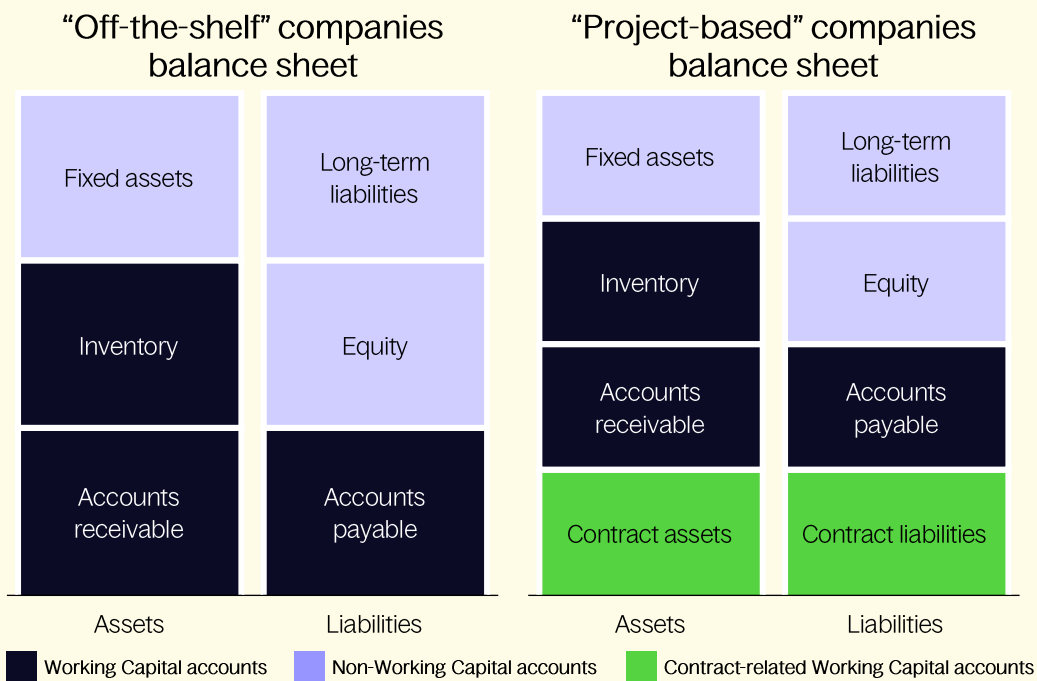 “Off-the-shelf” companies
balance sheet
Fixed assets
Long-term
liabilities
Inventory
Equity
Accounts
receivable
Accounts
payable
Assets
Liabilities
“Project-based” companies
balance sheet
Fixed assets
Long-term
liabilities
Inventory
Equity
Accounts
receivable
Accounts
payable
Contract assets
Contract liabilities
Assets
Liabilities
Working Capital accounts
Non-Working Capital accounts
Contract-related Working Capital accounts